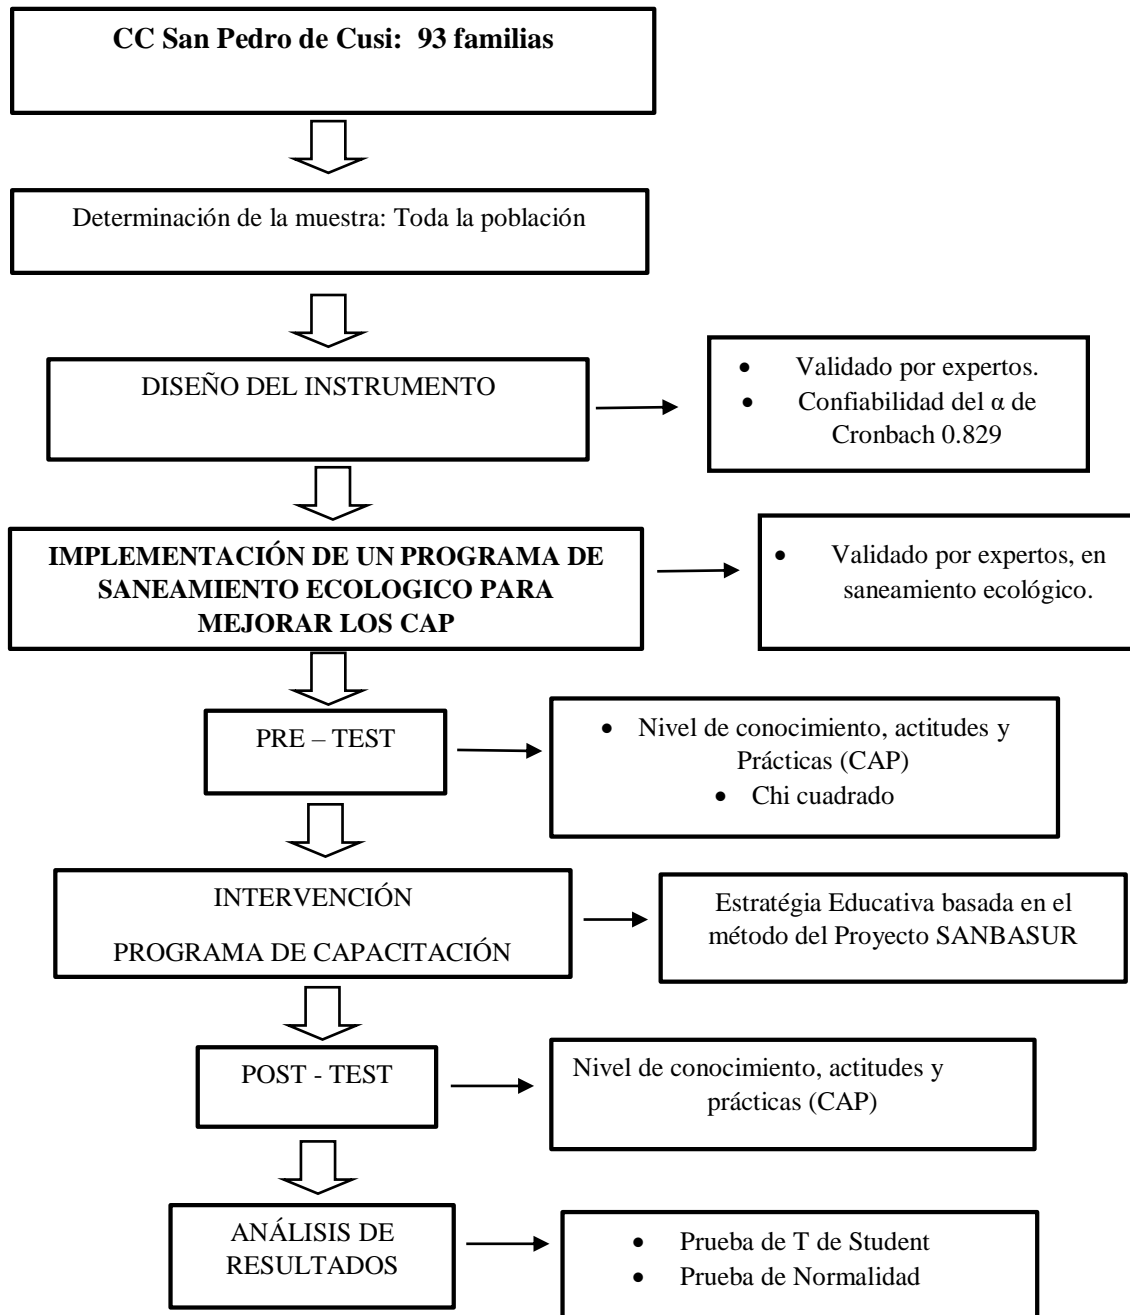 CC San Pedro de Cusi: 93 familias
Determinación de la muestra: Toda la población
DISEÑO DEL INSTRUMENTO
• Validado por expertos.
• Confiabilidad del α de
Cronbach 0.829
IMPLEMENTACIÓN DE UN PROGRAMA DE
SANEAMIENTO ECOLOGICO PARA
MEJORAR LOS CAP
• Validado por expertos, en
saneamiento ecológico.
PRE – TEST
• Nivel de conocimiento, actitudes y
Prácticas (CAP)
• Chi cuadrado
INTERVENCIÓN
PROGRAMA DE CAPACITACIÓN
Estratégia Educativa basada en el
método del Proyecto SANBASUR
POST - TEST
Nivel de conocimiento, actitudes y
prácticas (CAP)
ANÁLISIS DE
RESULTADOS
• Prueba de T de Student
• Prueba de Normalidad